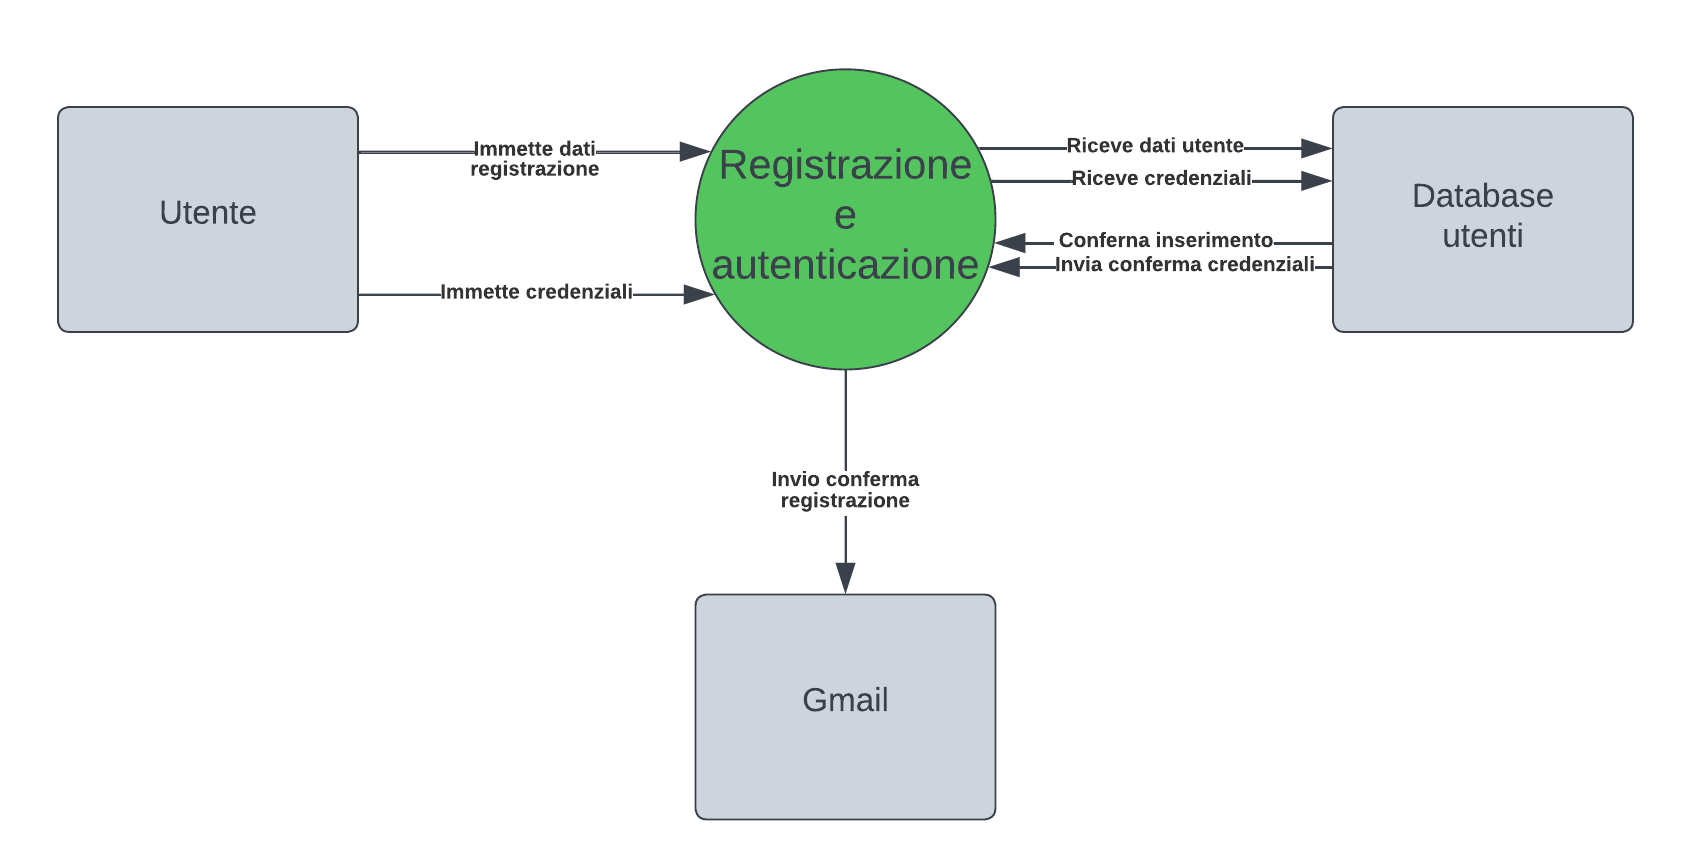 Utente
Immette dati
registrazione
Immette credenziali
Registrazione
e
autenticazione
Riceve dati utente
Riceve credenziali
Conferna inserimento
Invia conferma credenziali
Database
utenti
Invio conferma
registrazione
Gmail